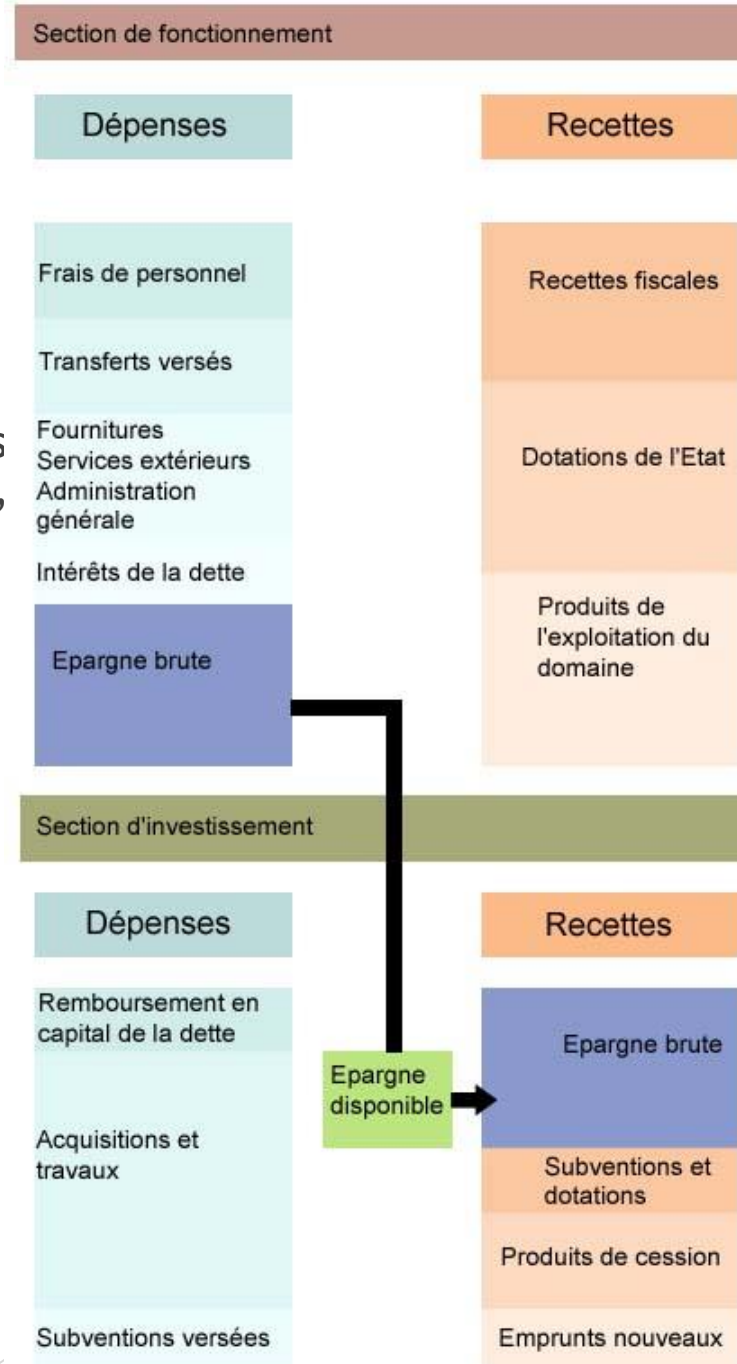 Section de fonctionnement
Dépenses
Recettes
Frais de personnel
Transferts versés
Fournitures
Services extérieurs
Administration
générale
Intérêts de la dette
Epargne brute
Recettes fiscales
Dotations de l'Etat
Produits de
l'exploitation du
domaine
Section d'investissement
Dépenses
Recettes
Remboursement en
capital de la dette
Acquisitions et
travaux
Subventions versées
Epargne
disponible
Epargne brute
Subventions et
dotations
Produits de cession
Emprunts nouveaux